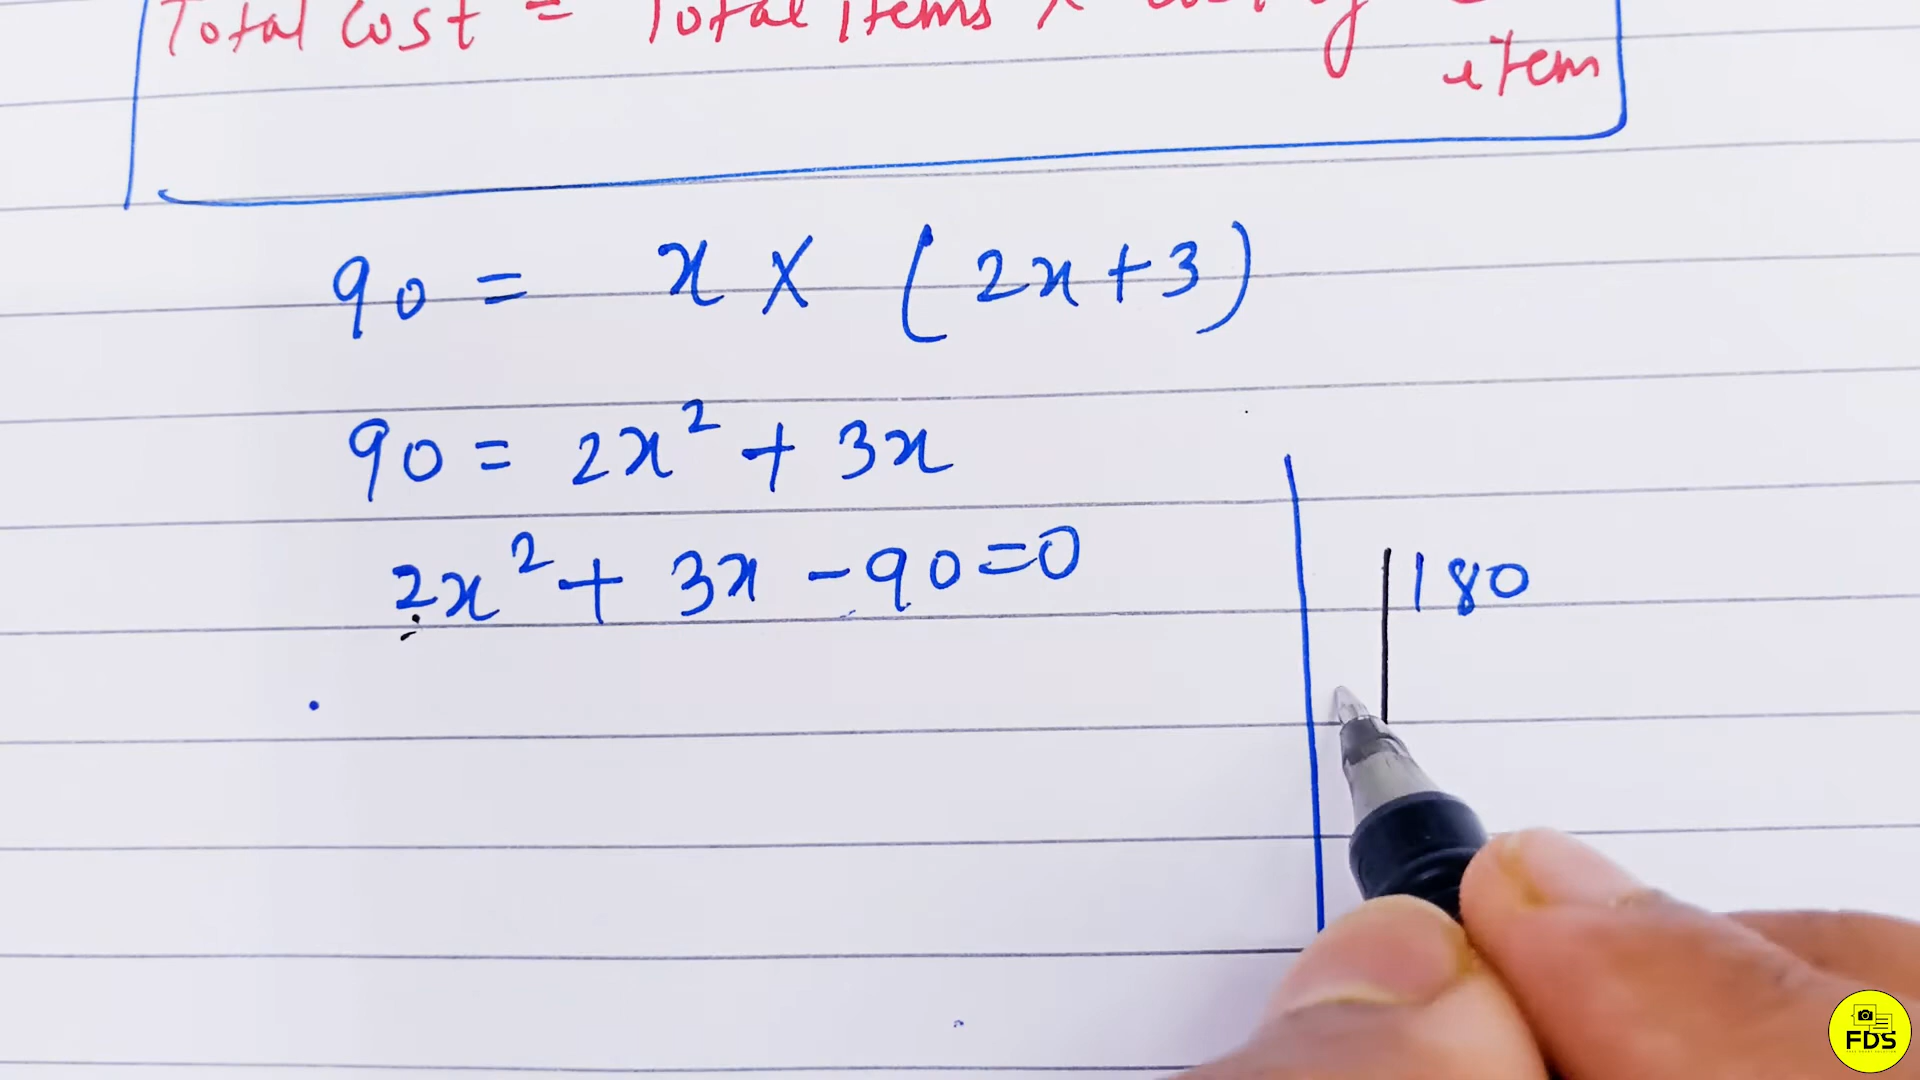 Total Cost = Total items ×
item
90 = x × (2x+3)
90 = 2x² + 3x
2x² + 3x - 90 = 0
180
FDS